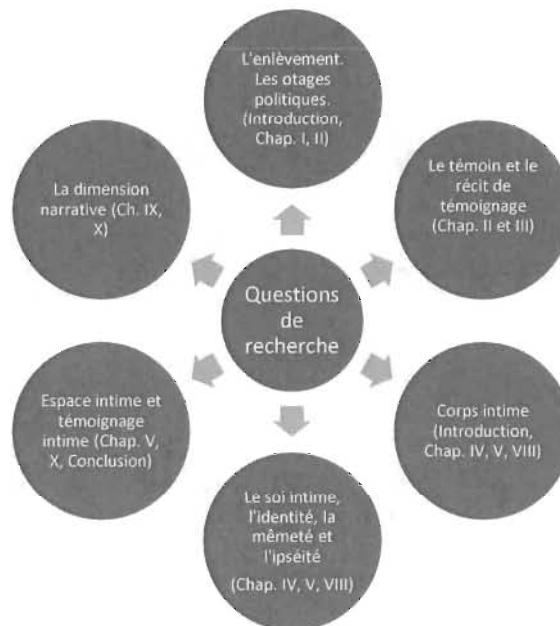 L'enlèvement.
Les otages
politiques.
(Introduction,
Chap. I, II)
Le témoin et le
récit de
témoignage
(Chap. II et III)
La dimension
narrative (Ch. IX,
X)
Questions
de
recherche
Corps intime
(Introduction,
Chap. IV, V, VIII)
Espace intime et
témoignage
intime (Chap. V,
X, Conclusion)
Le soi intime,
l'identité, la
mêmeté et
l'ipséité
(Chap. IV, V, VIII)